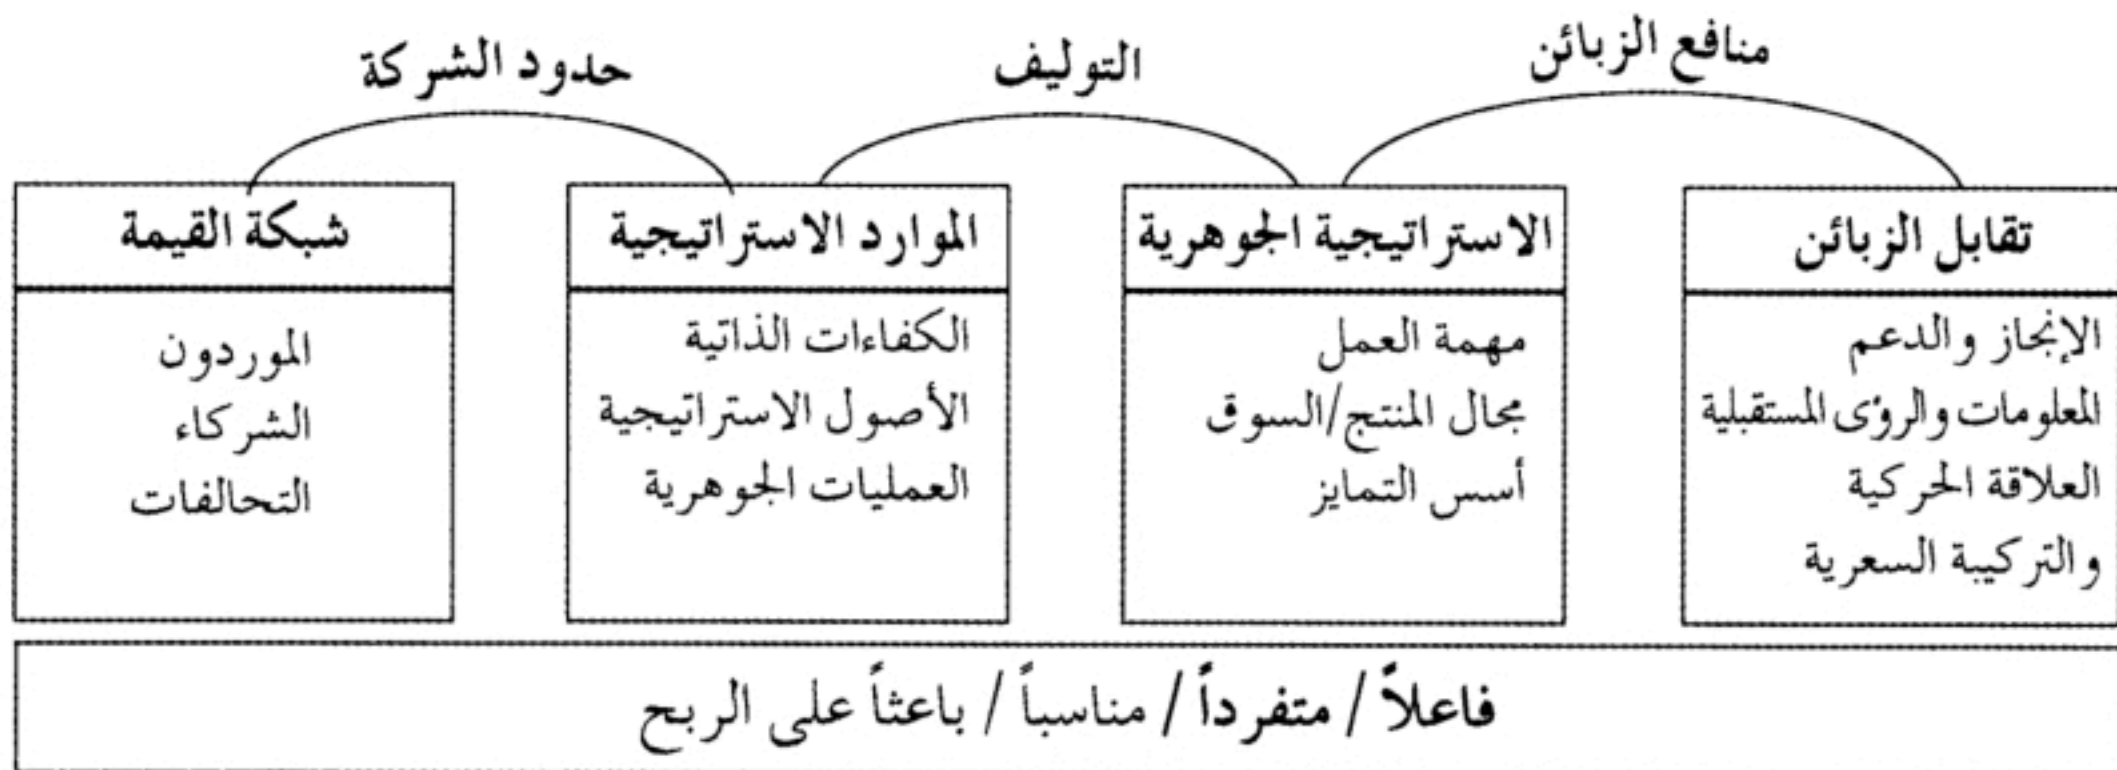 منافع الزبائن
التوليف
حدود الشركة
تقابل الزبائن
الإنجاز والدعم
المعلومات والرؤى المستقبلية
العلاقة الحركية
والتركيبة السعرية
الاستراتيجية الجوهرية
مهمة العمل
مجال المنتج/السوق
أسس التمايز
الموارد الاستراتيجية
الكفاءات الذاتية
الأصول الاستراتيجية
العمليات الجوهرية
شبكة القيمة
الموردون
الشركاء
التحالفات
فاعلاً / متفرداً / مناسباً / باعثاً على الربح